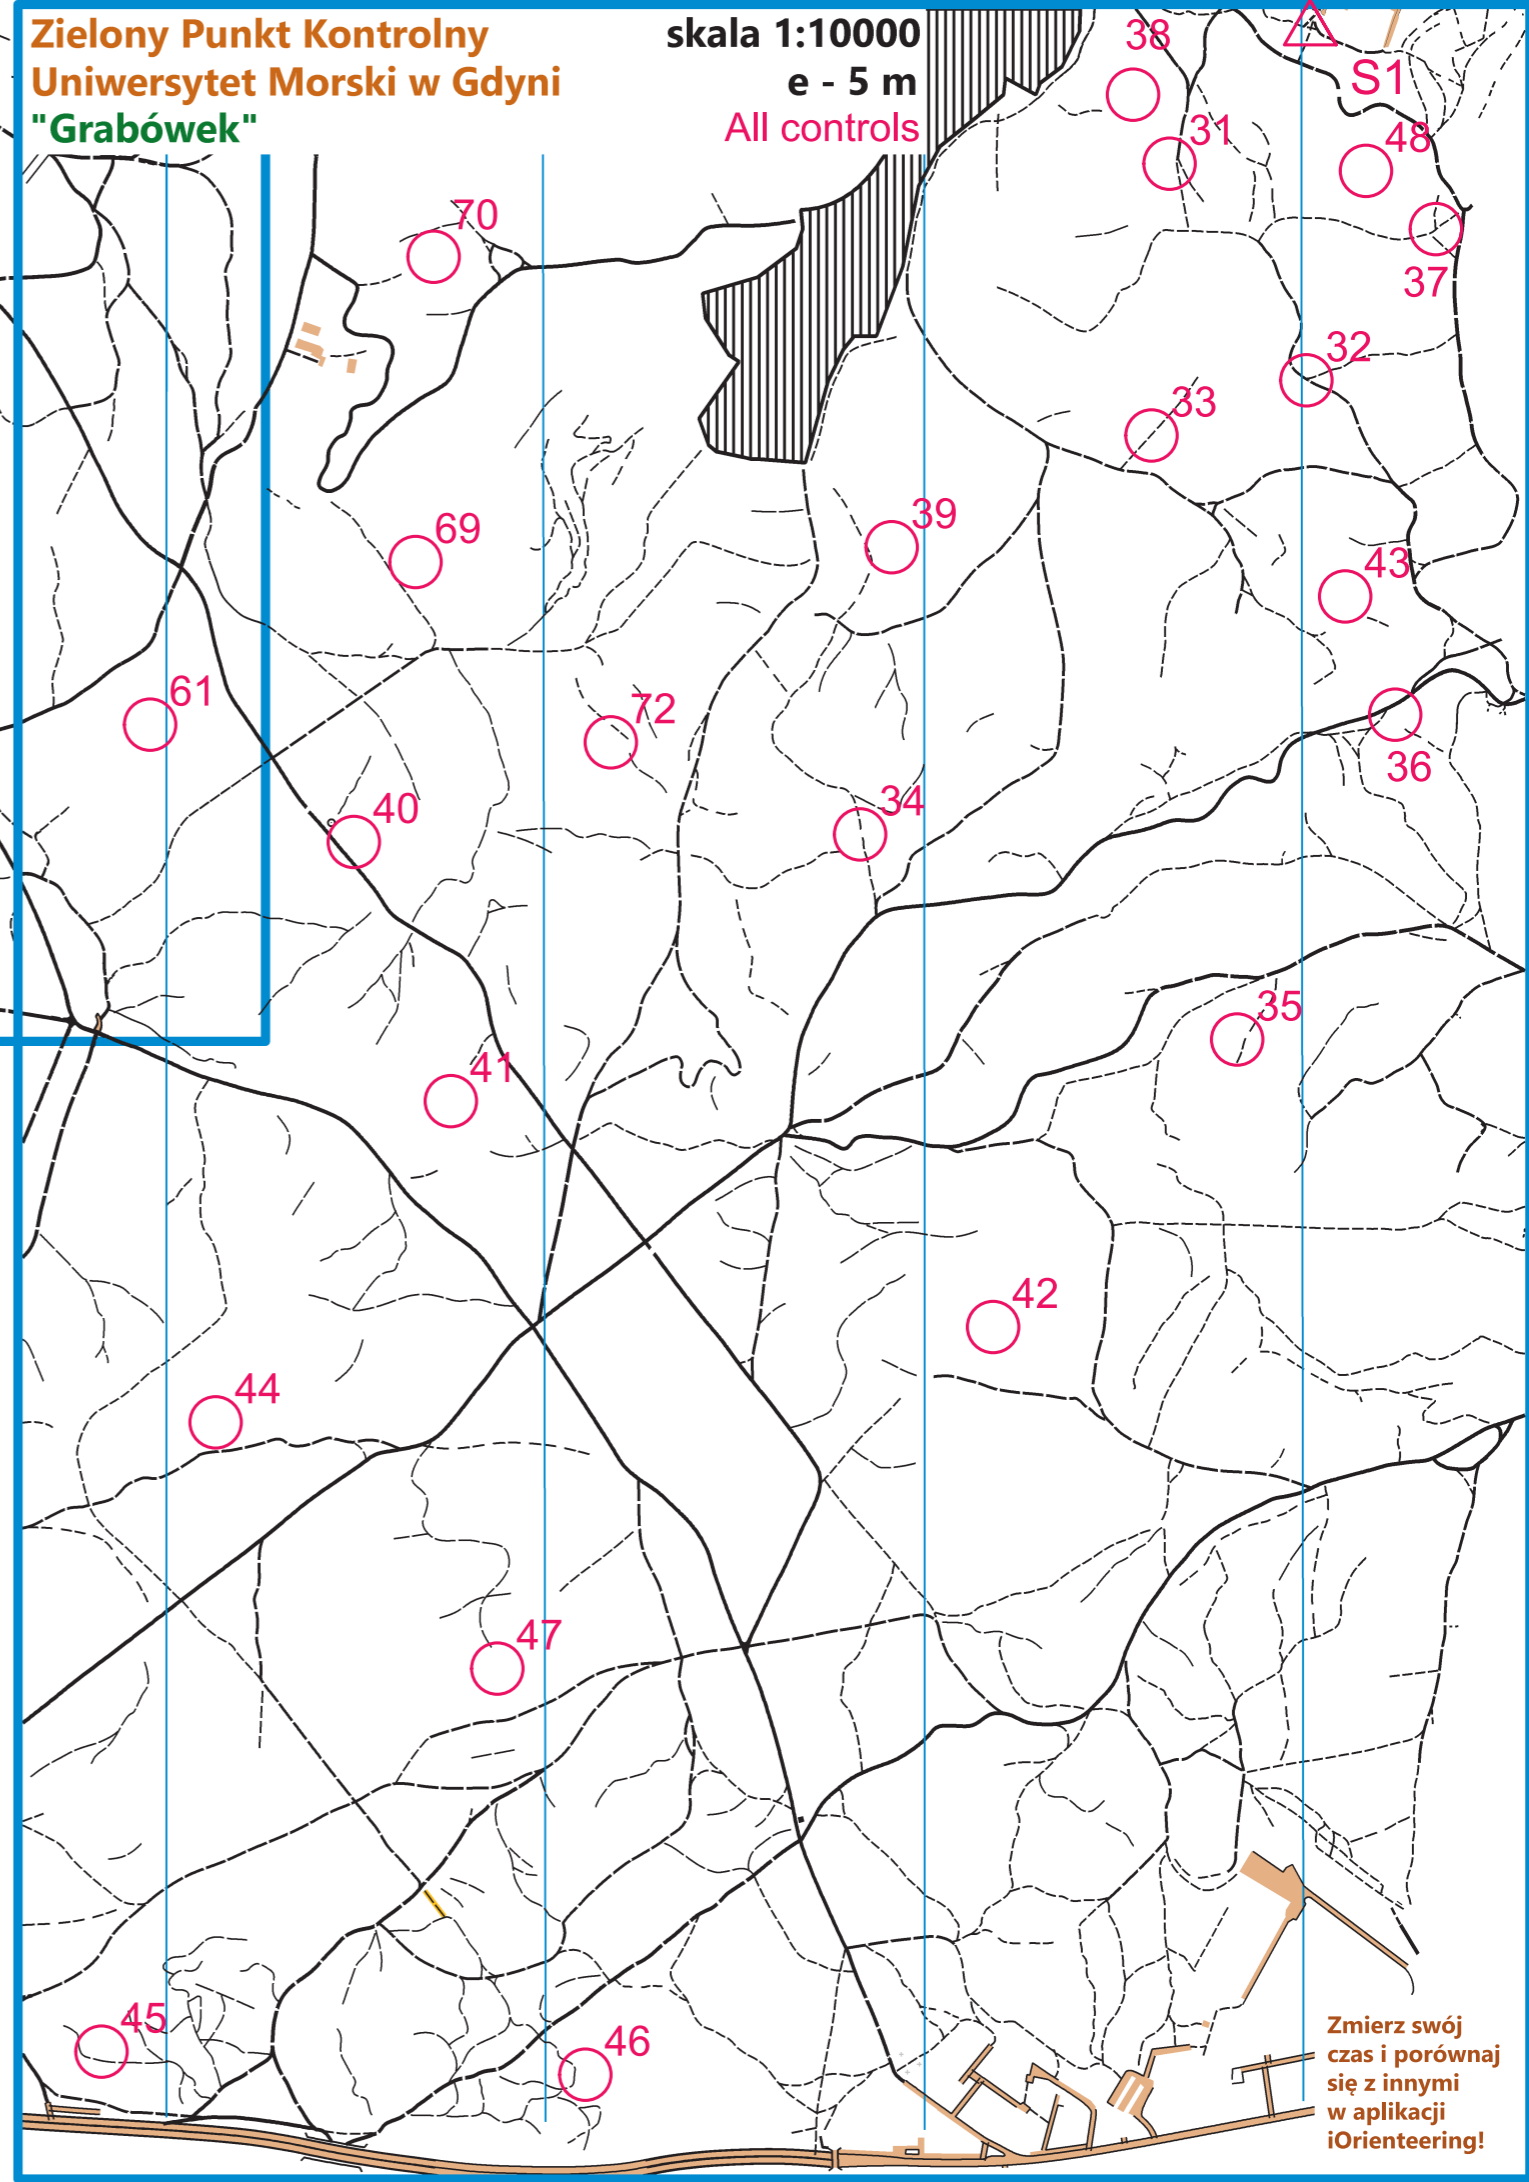 Zielony Punkt Kontrolny
Uniwersytet Morski w Gdyni
"Grabówek"
skala 1:10000
e - 5 m
All controls
38
S1
31
48
70
37
32
33
39
69
43
61
72
36
40
34
35
41
42
44
47
45
46
Zmierz swój
czas i porównaj
się z innymi
w aplikacji
iOrienteering!